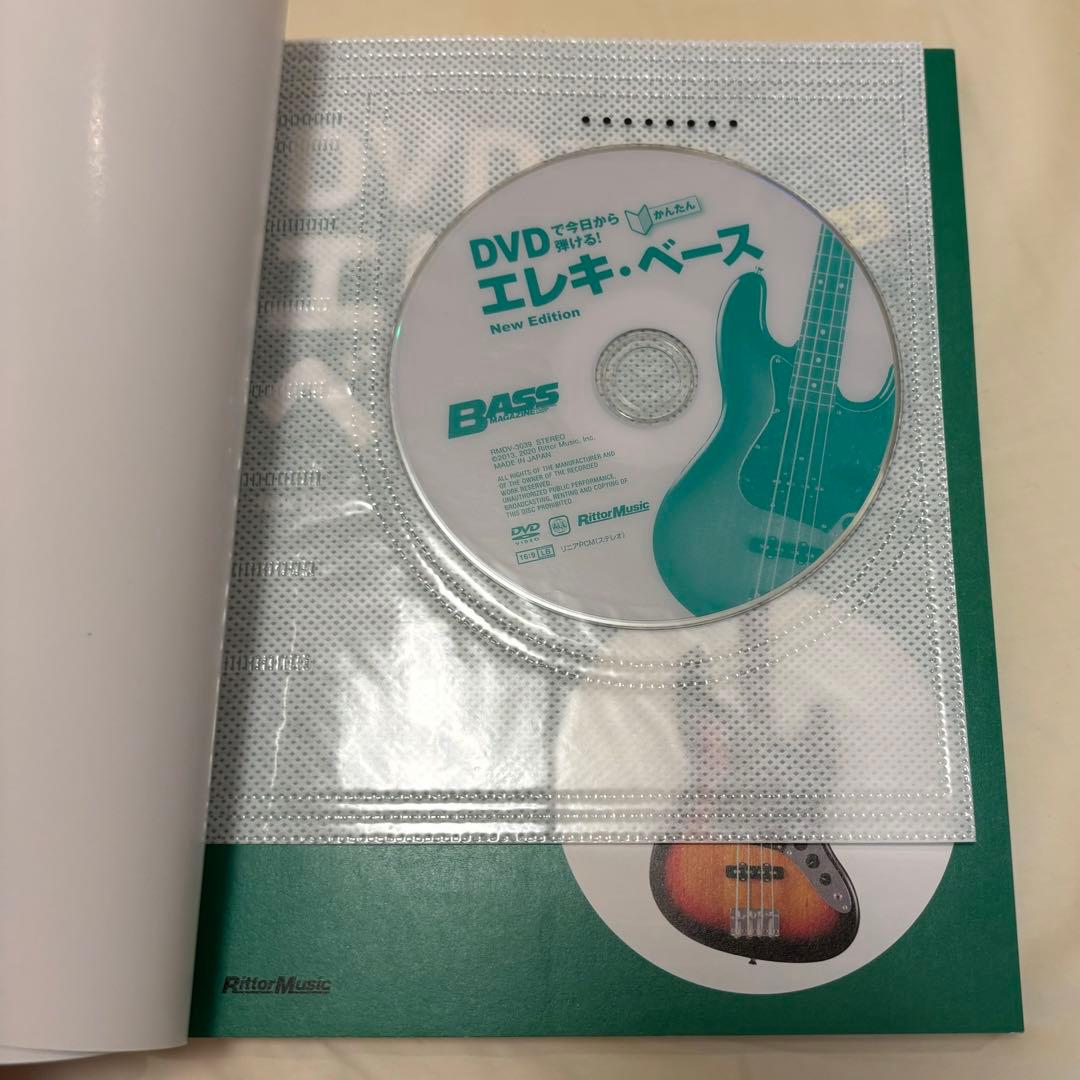 DVDで今日から弾ける!
かんたん
エレキ・ベース
New Edition
BASS
MAGAZINE
RMDV-3039 STEREO
©2013, 2020 Rittor Music, Inc.
MADE IN JAPAN
ALL RIGHTS OF THE MANUFACTURER AND
OF THE OWNER OF THE RECORDED
WORK RESERVED.
UNAUTHORIZED PUBLIC PERFORMANCE,
BROADCASTING, RENTING AND COPYING OF
THIS DISC PROHIBITED.
DVD
VIDEO
ALL
RittorMusic
16:9 LB
リニアPCM(ステレオ)
DVD
RittorMusic